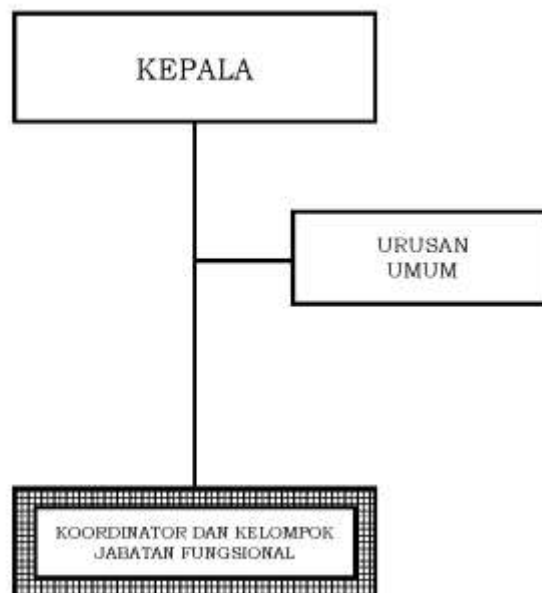 KEPALA
URUSAN
UMUM
KOORDINATOR DAN KELOMPOK
JABATAN FUNGSIONAL